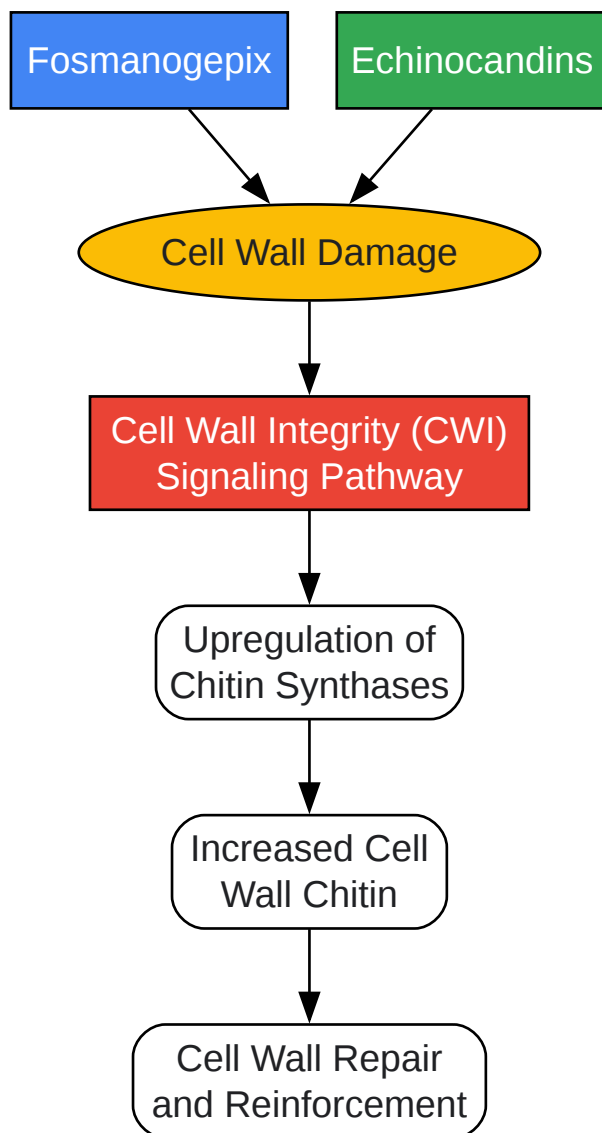 Fosmanogepix
Echinocandins
Cell Wall Damage
Cell Wall Integrity (CWI)
Signaling Pathway
Upregulation of
Chitin Synthases
Increased Cell
Wall Chitin
Cell Wall Repair
and Reinforcement